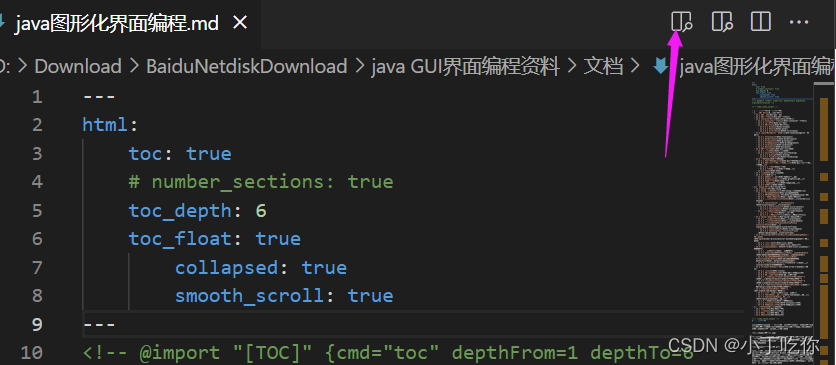 java图形化界面编程.md
D: > Download > BaiduNetdiskDownload > java GUI界面编程资料 > 文档 > java图形化界面编程
1 ---
2 html:
3 toc: true
4 # number_sections: true
5 toc_depth: 6
6 toc_float: true
7 collapsed: true
8 smooth_scroll: true
9 ---
10 <!-- @import "[TOC]" {cmd="toc" depthFrom=1 depthTo=6
CSDN @小于吃你